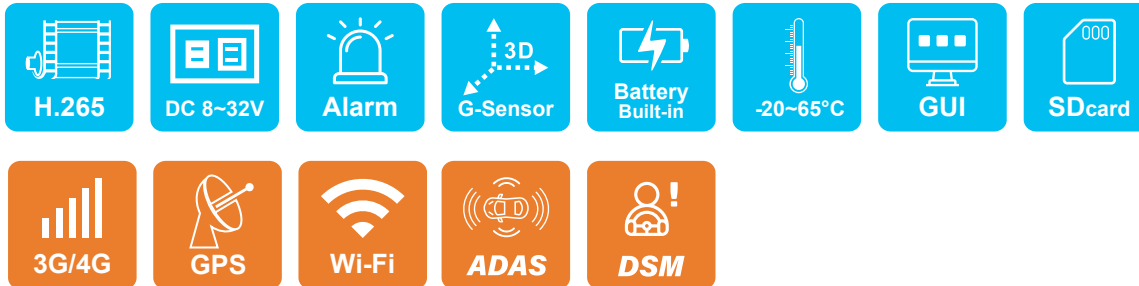 H.265
DC 8~32V
Alarm
3D
G-Sensor
Battery
Built-in
-20~65°C
GUI
000
SDcard
3G/4G
GPS
Wi-Fi
!
ADAS
DSM